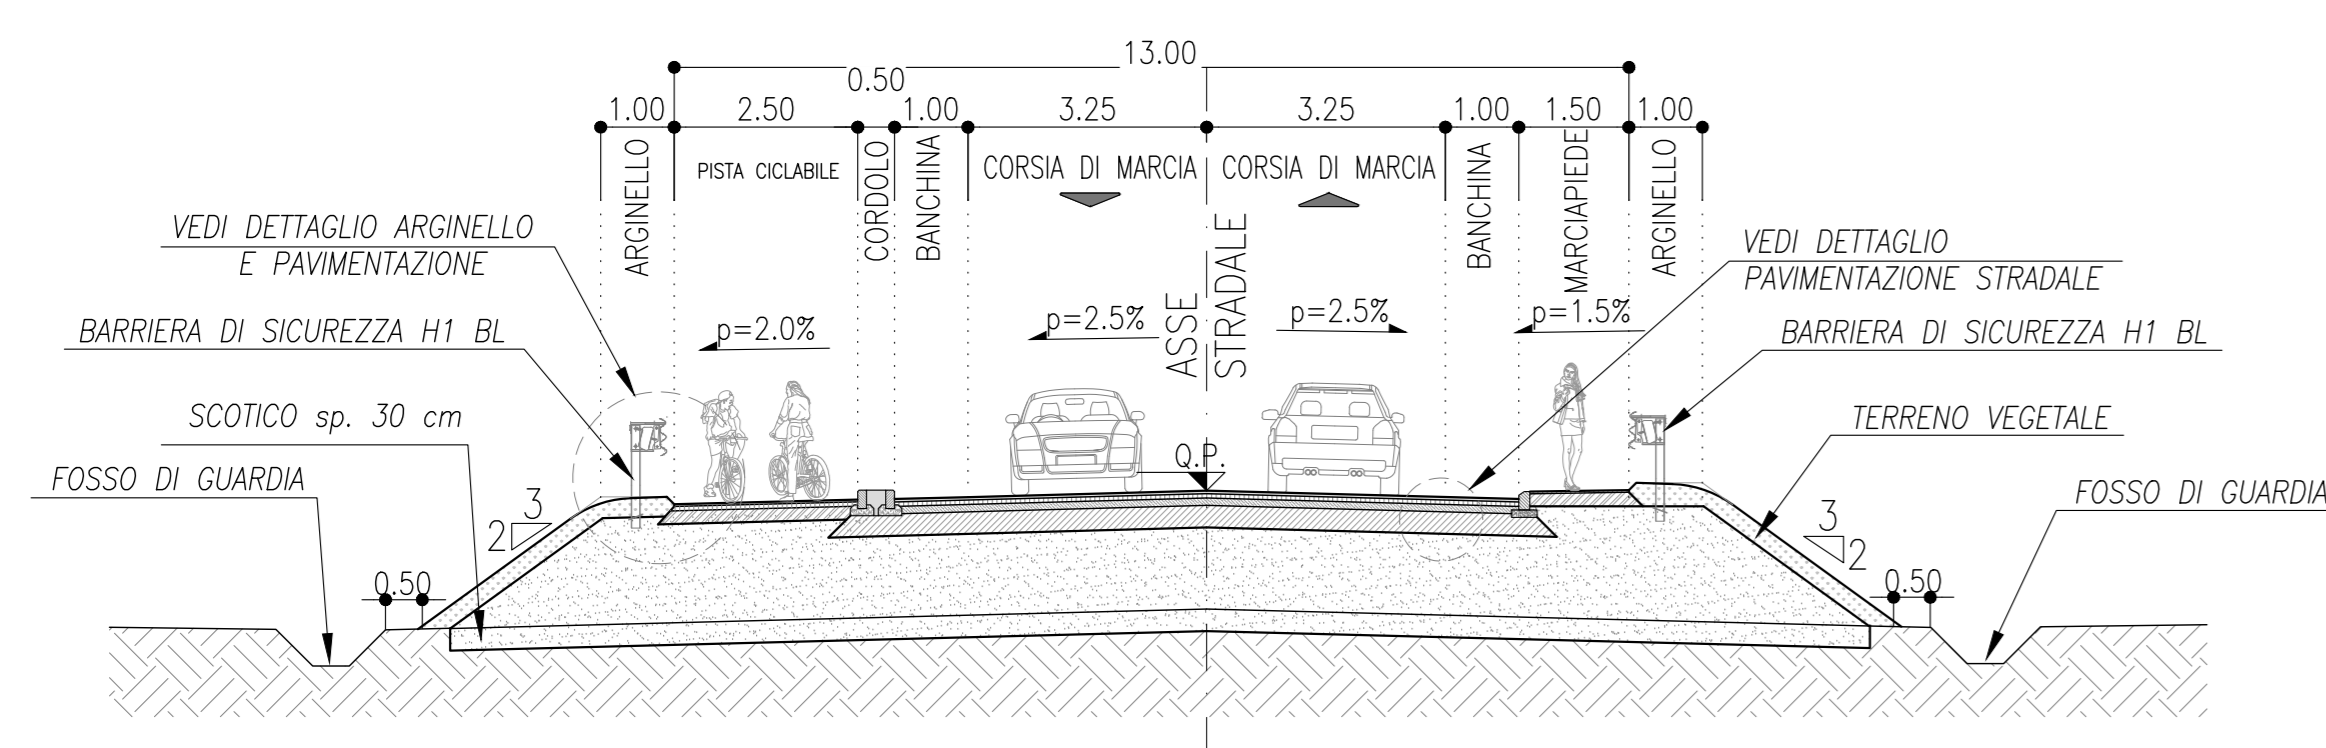 13.00
0.50
1.00 2.50 1.00 3.25 3.25 1.00 1.50 1.00
ARGINELLO
PISTA CICLABILE
CORDOLO
BANCHINA
CORSIA DI MARCIA
CORSIA DI MARCIA
BANCHINA
MARCIAPIEDE
ARGINELLO
ASSE
STRADALE
VEDI DETTAGLIO ARGINELLO
E PAVIMENTAZIONE
VEDI DETTAGLIO
PAVIMENTAZIONE STRADALE
p=2.0%
p=2.5%
p=2.5%
p=1.5%
BARRIERA DI SICUREZZA H1 BL
BARRIERA DI SICUREZZA H1 BL
SCOTICO sp. 30 cm
TERRENO VEGETALE
Q.P.
FOSSO DI GUARDIA
FOSSO DI GUARDIA
3
2
3
2
0.50
0.50